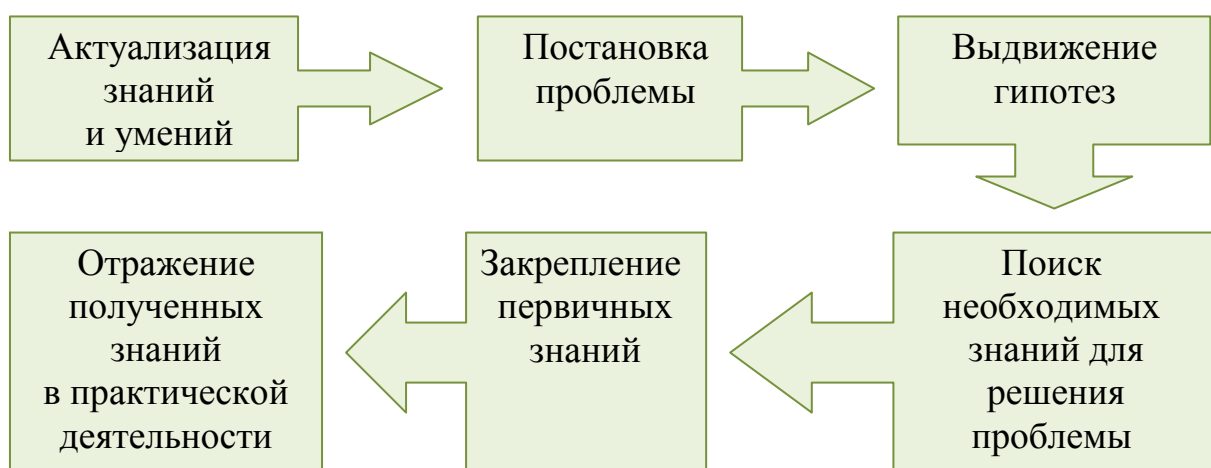 Актуализация
знаний
и умений
Постановка
проблемы
Выдвижение
гипотез
Поиск
необходимых
знаний для
решения
проблемы
Закрепление
первичных
знаний
Отражение
полученных
знаний
в практической
деятельности